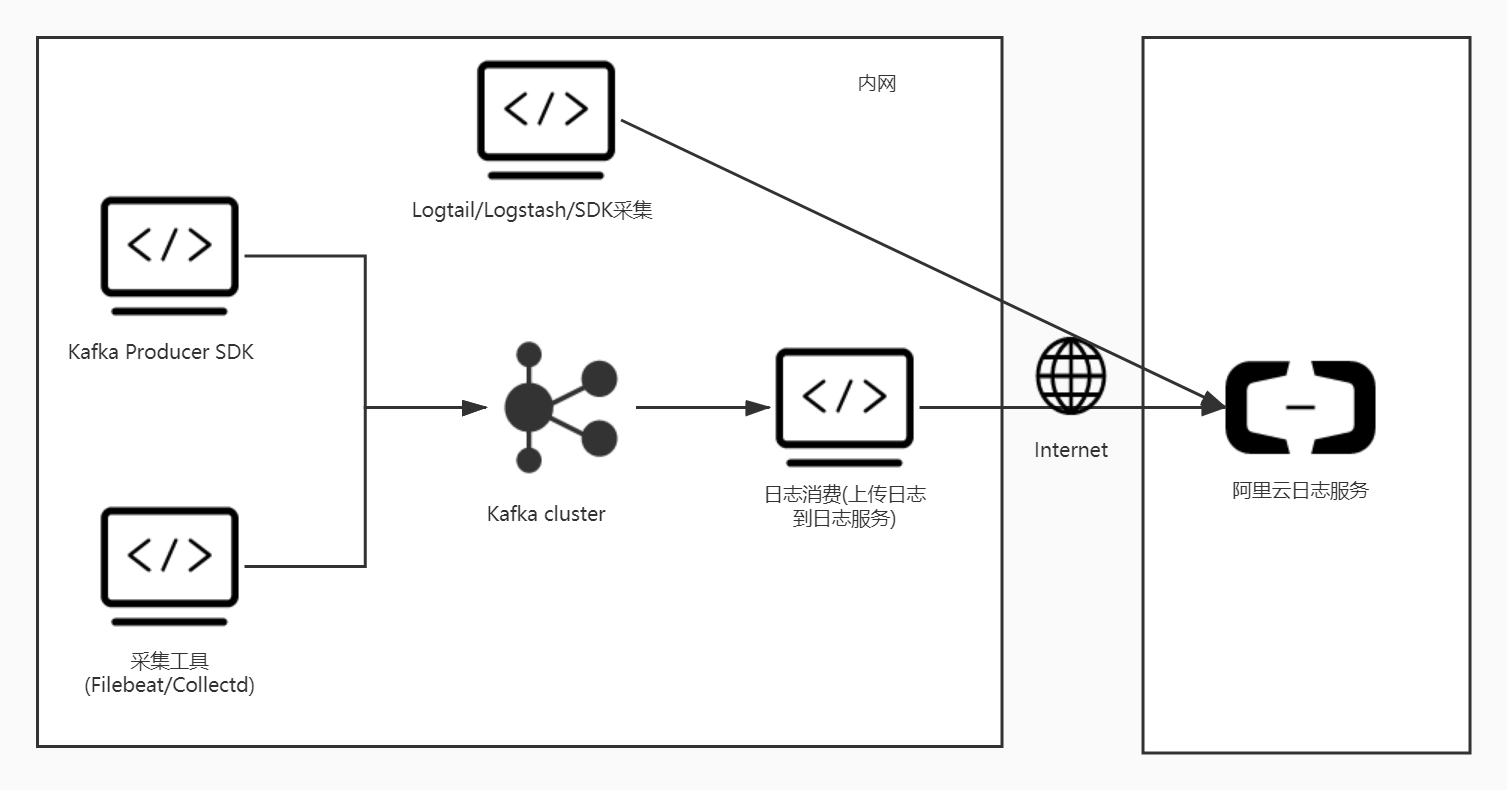 内网
Logtail/Logstash/SDK采集
Kafka Producer SDK
Kafka cluster
日志消费(上传日志
到日志服务)
Internet
阿里云日志服务
采集工具
(Filebeat/Collectd)